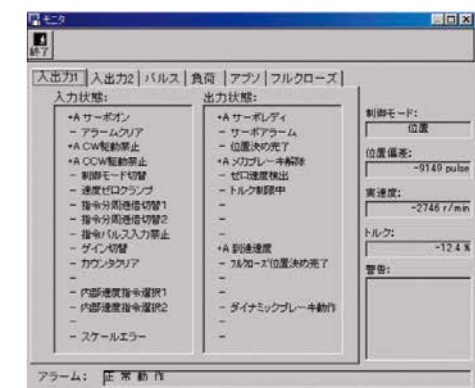 モニタ
終了
入出力1 入出力2 パルス 負荷 アブソ フルクローズ
入力状態:
*A サーボオン
- アラームクリア
*A CW駆動禁止
*A CCW駆動禁止
- 制御モード切替
- 速度ゼロクランプ
- 指令分周逓倍切替1
- 指令分周逓倍切替2
- 指令パルス入力禁止
- ゲイン切替
- カウンタクリア
-
- 内部速度指令選択1
- 内部速度指令選択2
-
- スケールエラー
出力状態:
*A サーボレディ
- サーボアラーム
- 位置決め完了
*A メカブレーキ解除
- ゼロ速度検出
- トルク制限中
-
-
-
*A 到達速度
- フルクローズ位置決め完了
-
-
- ダイナミックブレーキ動作
-
-
制御モード:
位置
位置偏差:
-9149 pulse
実速度:
-2746 r/min
トルク:
-12.4 %
警告:
アラーム: 正常動作